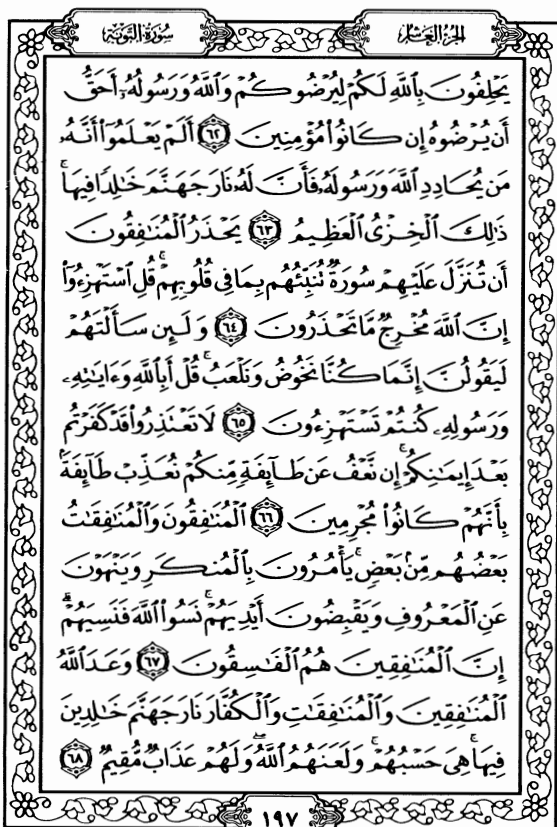 الجزء العاشر
سورة التوبة
يَحْلِفُونَ بِٱللَّهِ لَكُمْ لِيُرْضُوكُمْ وَٱللَّهُ وَرَسُولُهُۥٓ أَحَقُّ
أَن يُرْضُوهُ إِن كَانُوا۟ مُؤْمِنِينَ ٦٢ أَلَمْ يَعْلَمُوٓا۟ أَنَّهُۥ
مَن يُحَادِدِ ٱللَّهَ وَرَسُولَهُۥ فَأَنَّ لَهُۥ نَارَ جَهَنَّمَ خَـٰلِدًا فِيهَا ۚ
ذَٰلِكَ ٱلْخِزْىُ ٱلْعَظِيمُ ٦٣ يَحْذَرُ ٱلْمُنَـٰفِقُونَ
أَن تُنَزَّلَ عَلَيْهِمْ سُورَةٌ تُنَبِّئُهُم بِمَا فِى قُلُوبِهِمْ ۚ قُلِ ٱسْتَهْزِءُوٓا۟
إِنَّ ٱللَّهَ مُخْرِجٌ مَّا تَحْذَرُونَ ٦٤ وَلَئِن سَأَلْتَهُمْ
لَيَقُولُنَّ إِنَّمَا كُنَّا نَخُوضُ وَنَلْعَبُ ۚ قُلْ أَبِٱللَّهِ وَءَايَـٰتِهِۦ
وَرَسُولِهِۦ كُنتُمْ تَسْتَهْزِءُونَ ٦٥ لَا تَعْتَذِرُوا۟ قَدْ كَفَرْتُم
بَعْدَ إِيمَـٰنِكُمْ ۚ إِن نَّعْفُ عَن طَآئِفَةٍ مِّنكُمْ نُعَذِّبْ طَآئِفَةًۢ
بِأَنَّهُمْ كَانُوا۟ مُجْرِمِينَ ٦٦ ٱلْمُنَـٰفِقُونَ وَٱلْمُنَـٰفِقَـٰتُ
بَعْضُهُم مِّنۢ بَعْضٍ ۚ يَأْمُرُونَ بِٱلْمُنكَرِ وَيَنْهَوْنَ
عَنِ ٱلْمَعْرُوفِ وَيَقْبِضُونَ أَيْدِيَهُمْ ۚ نَسُوا۟ ٱللَّهَ فَنَسِيَهُمْ ۗ
إِنَّ ٱلْمُنَـٰفِقِينَ هُمُ ٱلْفَـٰسِقُونَ ٦٧ وَعَدَ ٱللَّهُ
ٱلْمُنَـٰفِقِينَ وَٱلْمُنَـٰفِقَـٰتِ وَٱلْكُفَّارَ نَارَ جَهَنَّمَ خَـٰلِدِينَ
فِيهَا ۚ هِىَ حَسْبُهُمْ ۚ وَلَعَنَهُمُ ٱللَّهُ ۖ وَلَهُمْ عَذَابٌ مُّقِيمٌ ٦٨
١٩٧